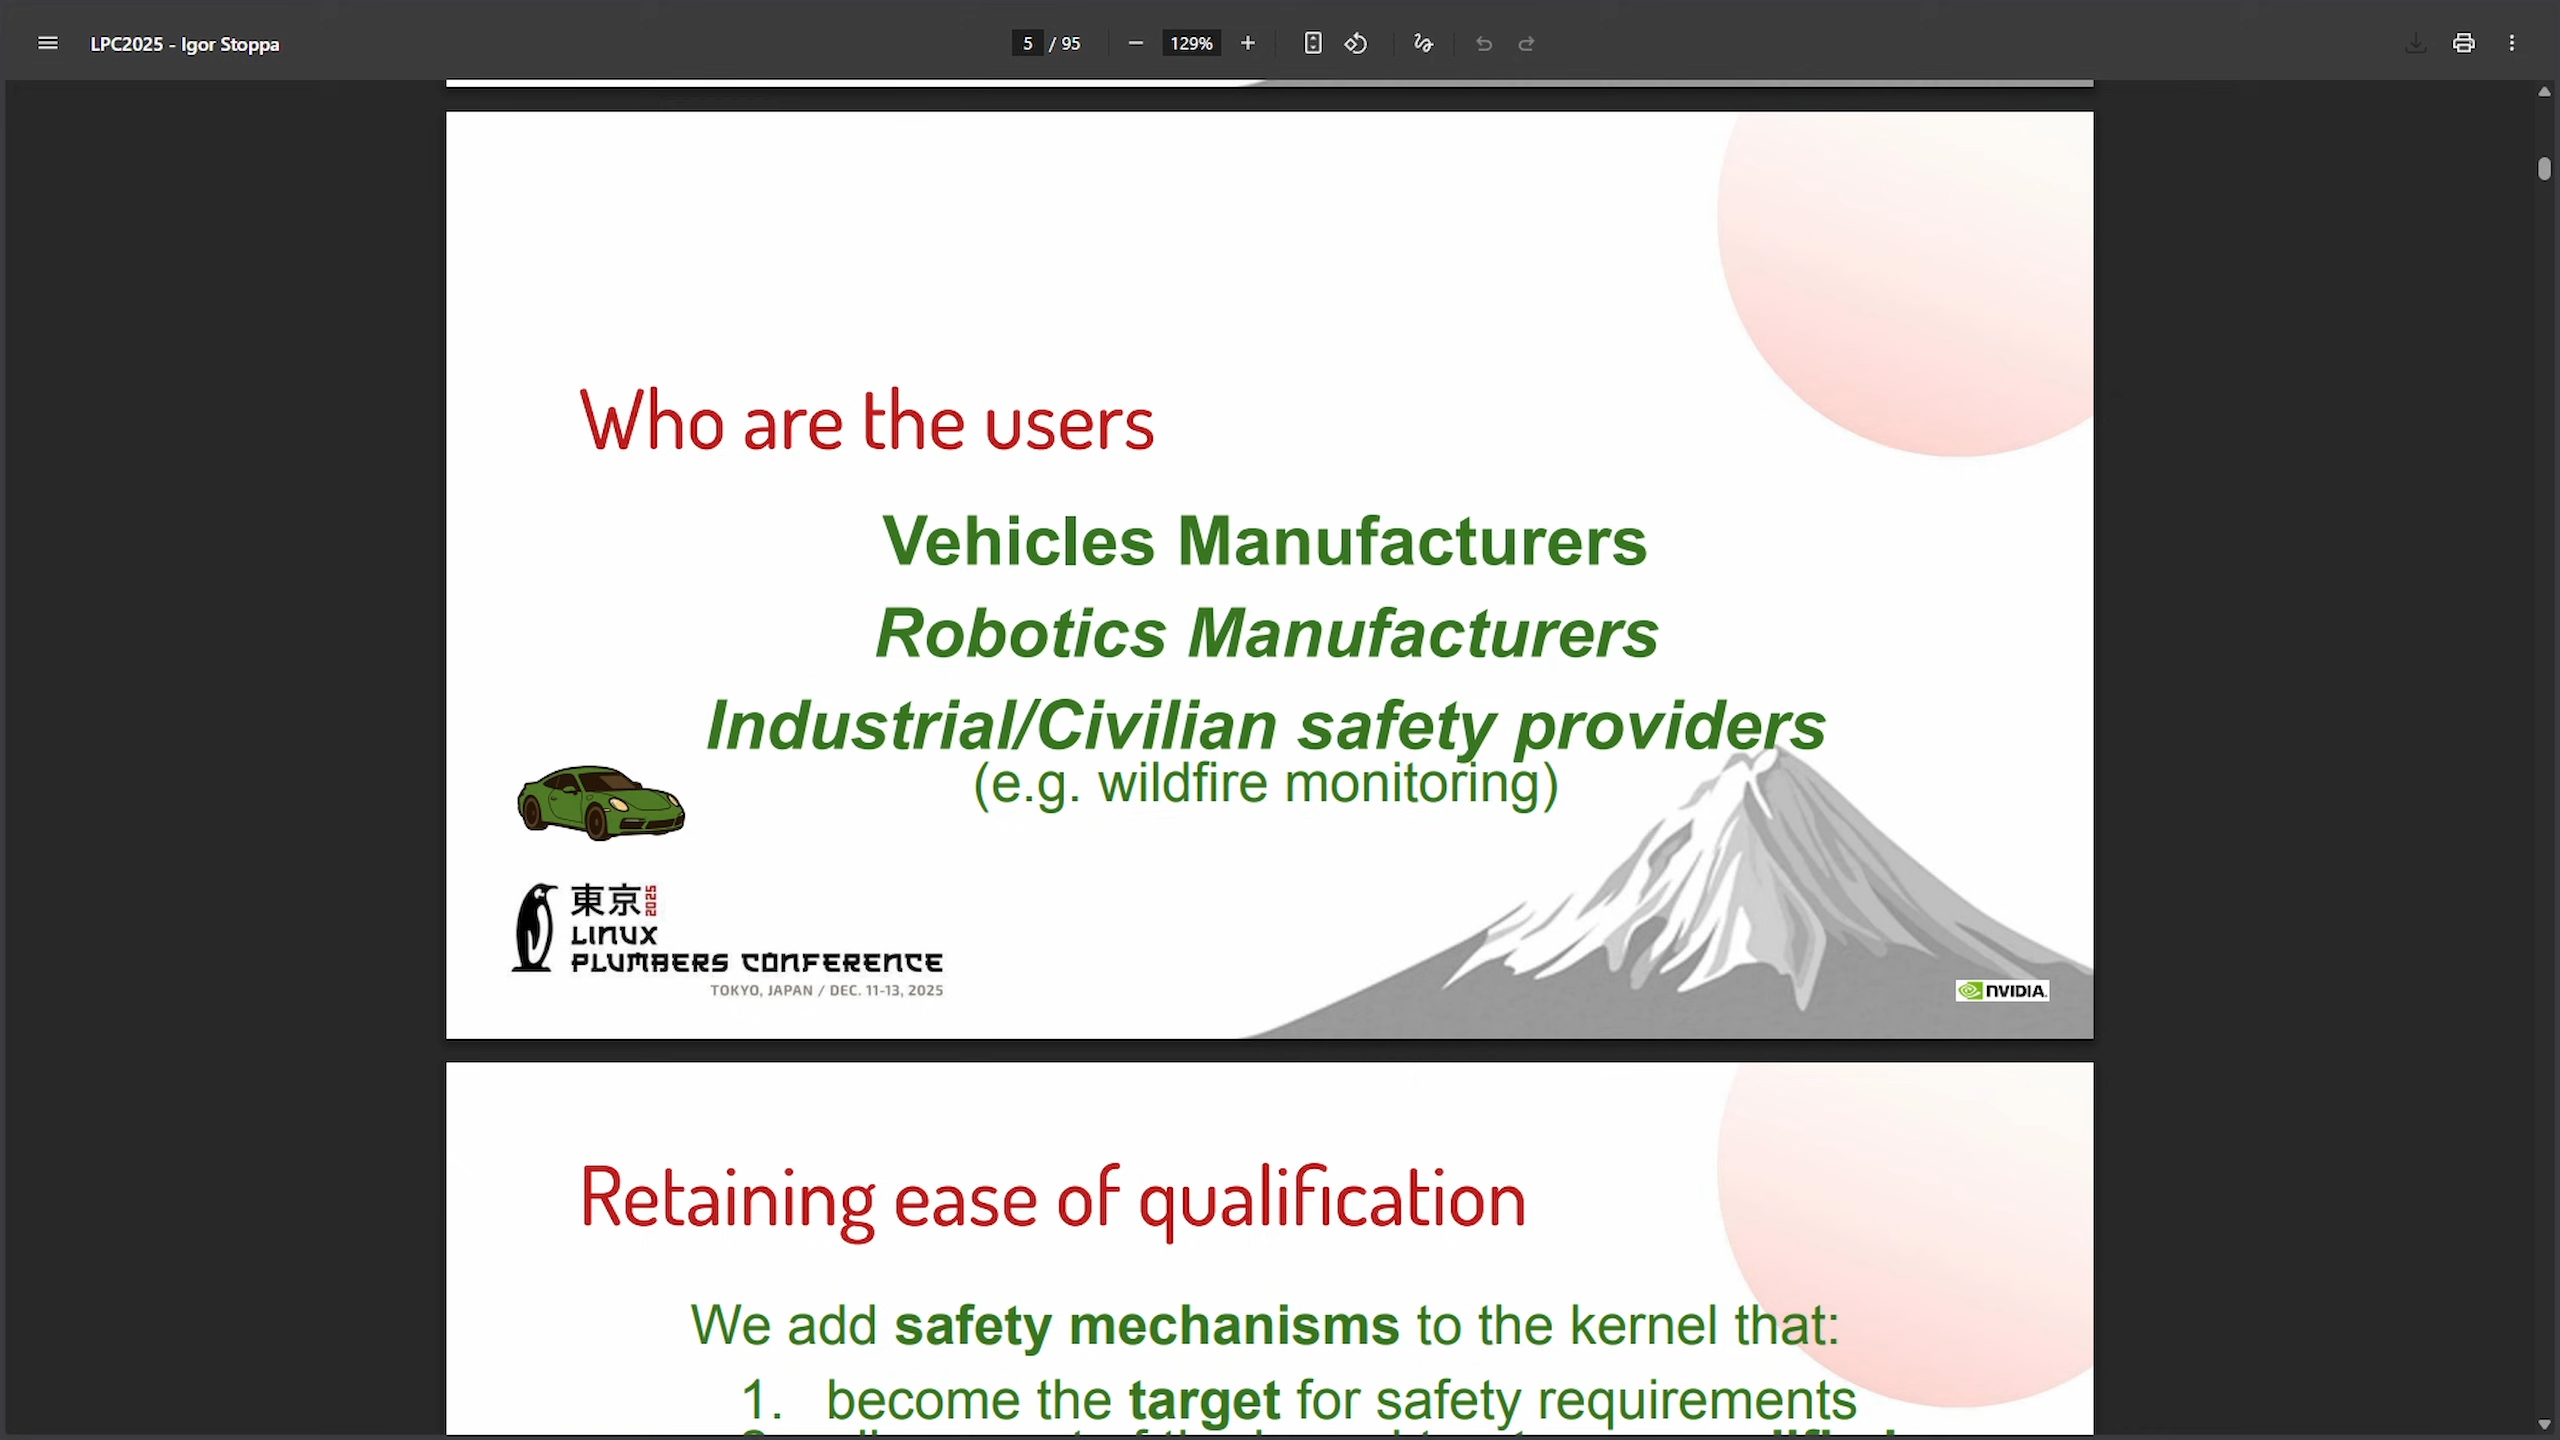 LPC2025 - Igor Stoppa
5 / 95
129%
Who are the users
Vehicles Manufacturers
Robotics Manufacturers
Industrial/Civilian safety providers
(e.g. wildfire monitoring)
東京 2025
LINUX
PLUMBERS CONFERENCE
TOKYO, JAPAN / DEC. 11-13, 2025
NVIDIA
Retaining ease of qualification
We add safety mechanisms to the kernel that:
1. become the target for safety requirements